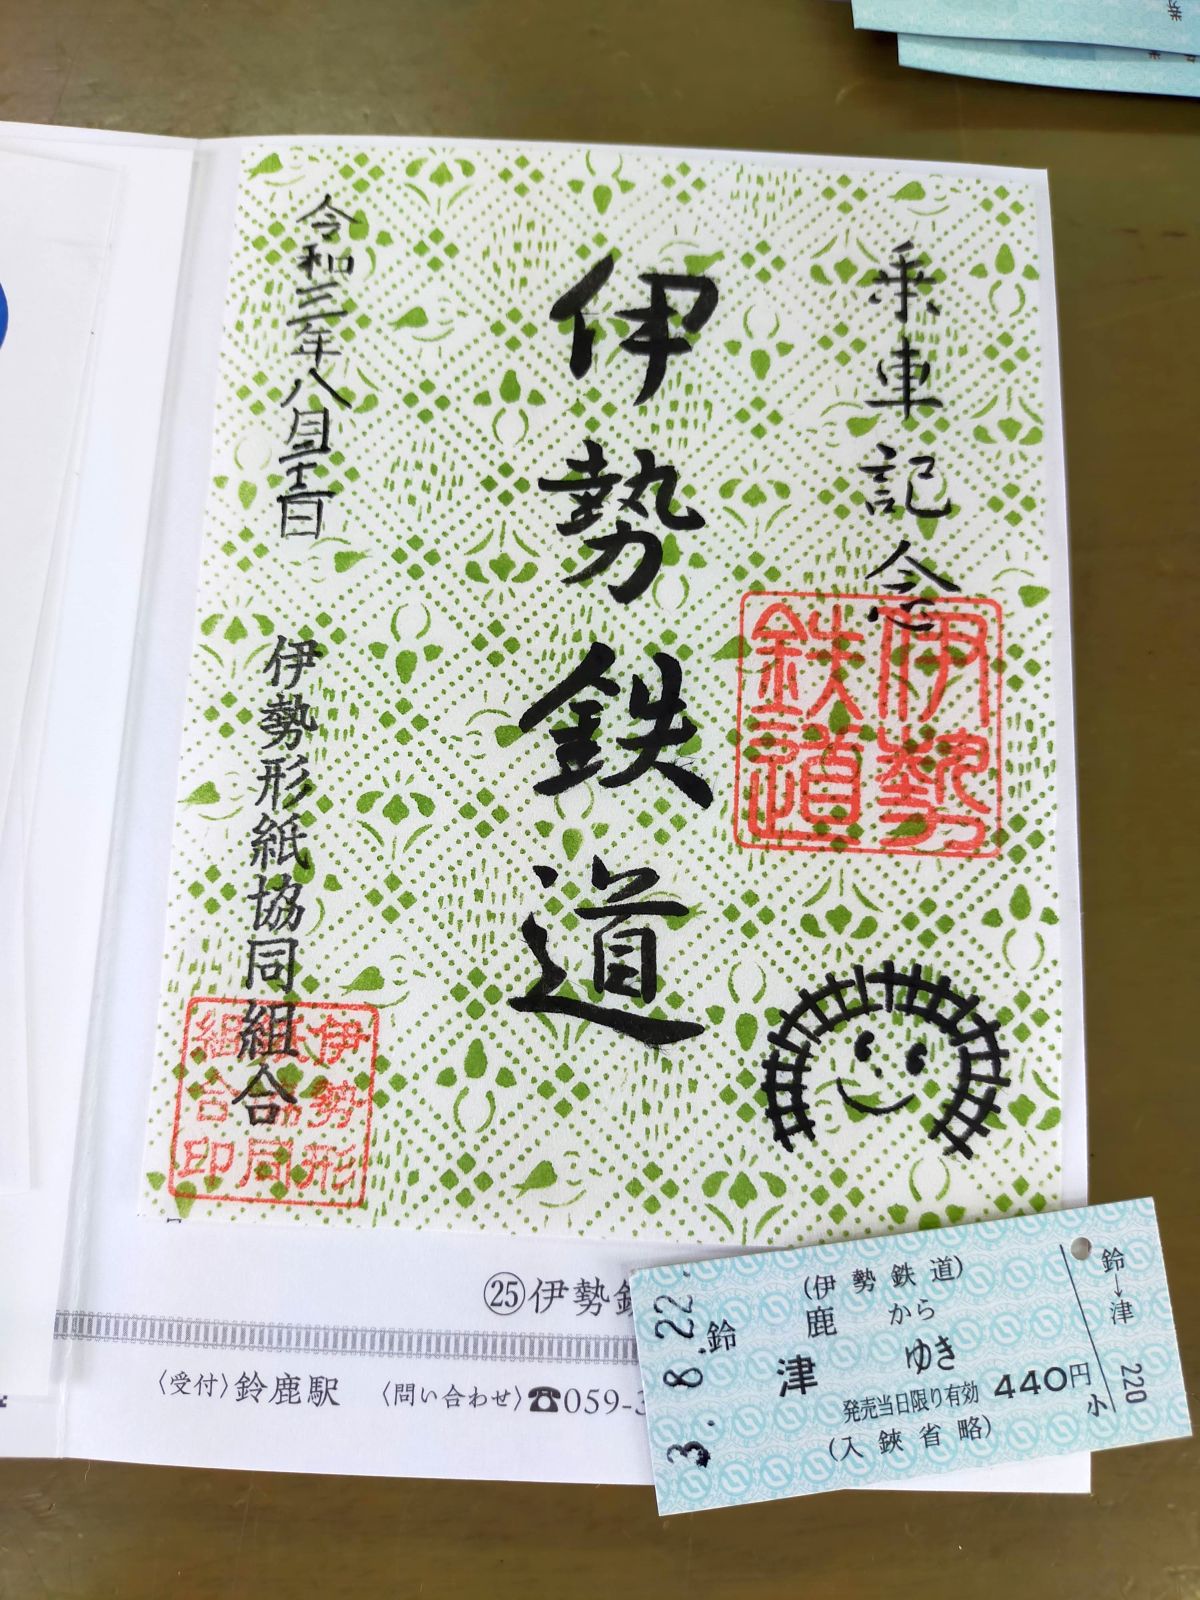 乗車記念
伊勢鉄道
令和三年八月二十二日
伊勢形紙協同組合
伊勢
鉄道
伊勢形
紙協同
組合印
㉕伊勢鉄
〈受付〉鈴鹿駅
〈問い合わせ〉☎059-3
3. 8.22.
(伊勢鉄道)
鈴鹿から
津ゆき
発売当日限り有効 440円
(入鋏省略)
小
鈴→津
220
券